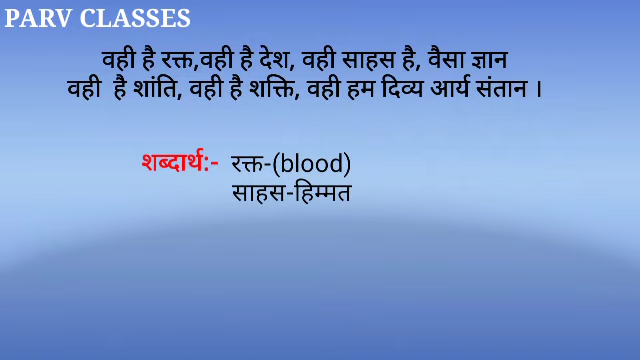 PARV CLASSES
वही है रक्त,वही है देश, वही साहस है, वैसा ज्ञान
वही है शांति, वही है शक्ति, वही हम दिव्य आर्य संतान ।
शब्दार्थ:- रक्त-(blood)
साहस-हिम्मत